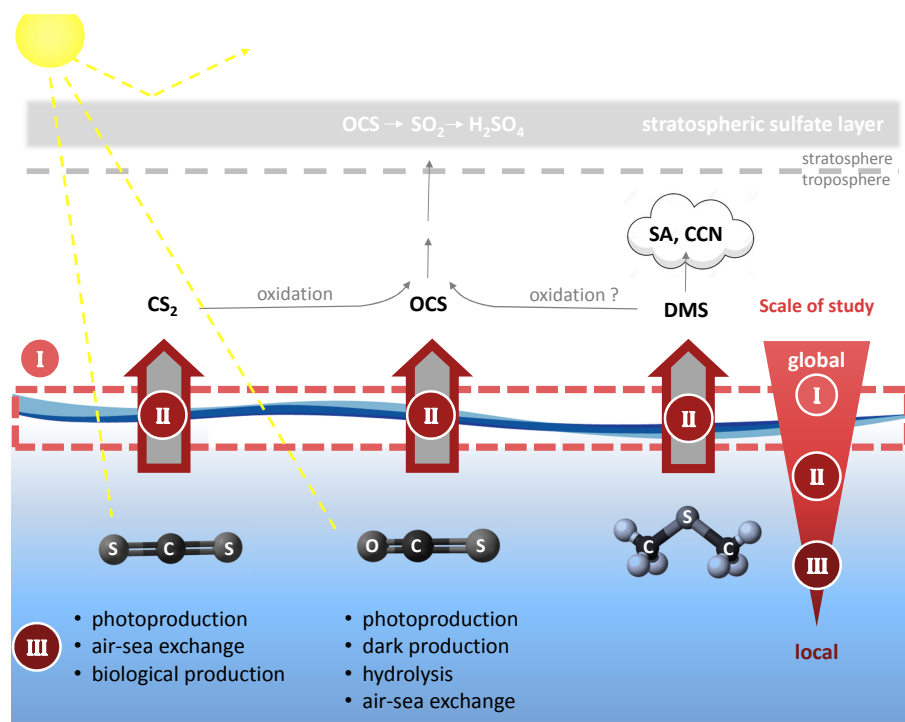 OCS → SO₂ → H₂SO₄ stratospheric sulfate layer
stratosphere
troposphere
SA, CCN
CS₂ oxidation OCS oxidation ? DMS
Scale of study
I
global
I
II II II
II
S C S
O C S
S
C C
III
III
• photoproduction
• air-sea exchange
• biological production
• photoproduction
• dark production
• hydrolysis
• air-sea exchange
local